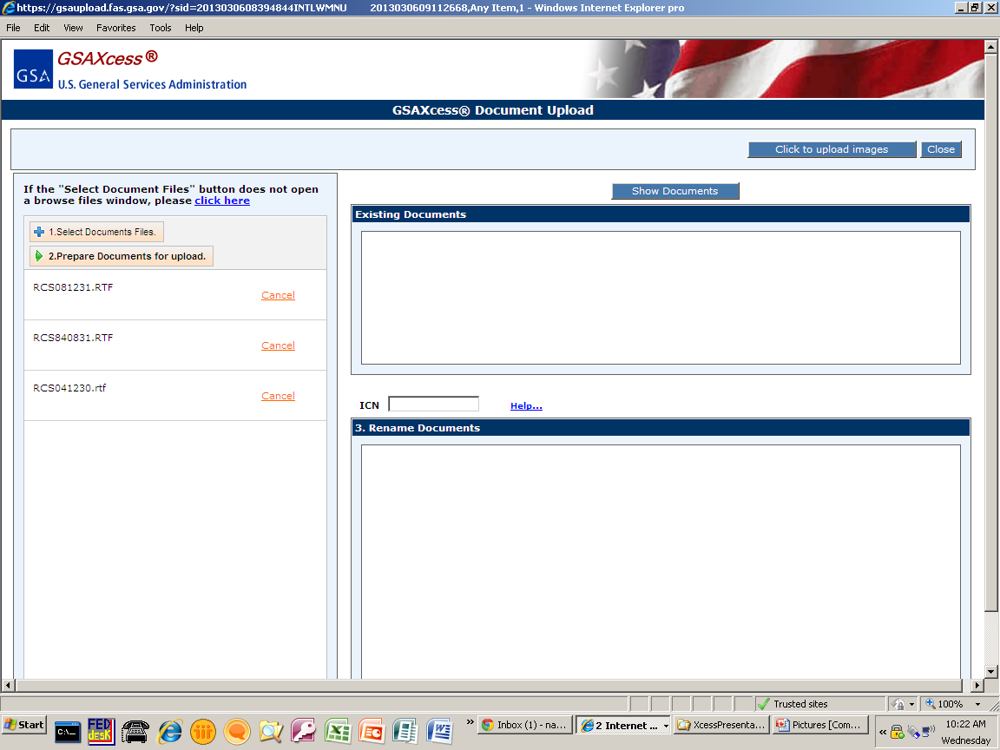 https://gsaupload.fas.gsa.gov/?sid=2013030608394844INTLWMNU 2013030609112668,Any Item,1 - Windows Internet Explorer pro
File Edit View Favorites Tools Help
GSA
GSAXcess ®
U.S. General Services Administration
GSAXcess® Document Upload
Click to upload images
Close
If the "Select Document Files" button does not open
a browse files window, please click here
1.Select Documents Files.
2.Prepare Documents for upload.
RCS081231.RTF
Cancel
RCS840831.RTF
Cancel
RCS041230.rtf
Cancel
Show Documents
Existing Documents
ICN
Help...
3. Rename Documents
Trusted sites
100%
Start
C:\...
FED
desK
»
Inbox (1) - na...
2 Internet ...
XcessPresenta...
Pictures [Com...
«
10:22 AM
Wednesday